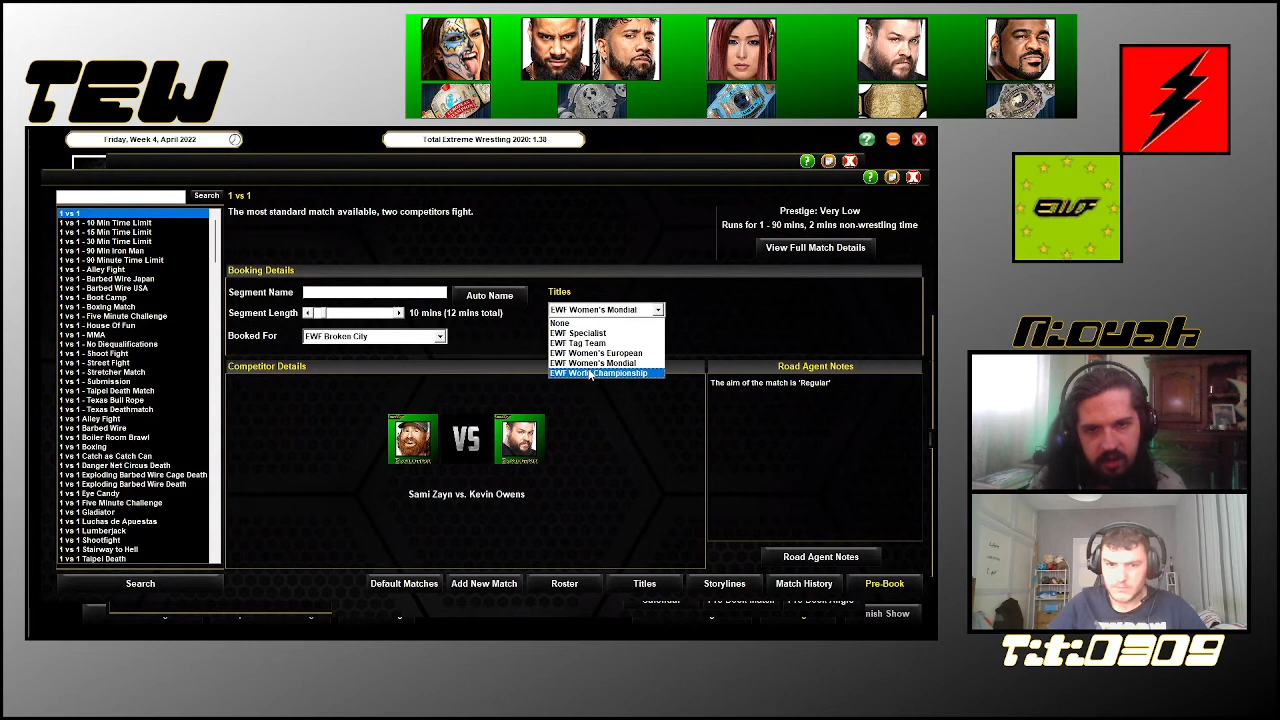 TEW
Friday, Week 4, April 2022
Total Extreme Wrestling 2020: 1.38
Search
1 vs 1
The most standard match available, two competitors fight.
Prestige: Very Low
Runs for 1 - 90 mins, 2 mins non-wrestling time
View Full Match Details
1 vs 1
1 vs 1 - 10 Min Time Limit
1 vs 1 - 15 Min Time Limit
1 vs 1 - 30 Min Time Limit
1 vs 1 - 90 Min Iron Man
1 vs 1 - 90 Minute Time Limit
1 vs 1 - Alley Fight
1 vs 1 - Barbed Wire Japan
1 vs 1 - Barbed Wire USA
1 vs 1 - Boot Camp
1 vs 1 - Boxing Match
1 vs 1 - Five Minute Challenge
1 vs 1 - House Of Fun
1 vs 1 - MMA
1 vs 1 - No Disqualifications
1 vs 1 - Shoot Fight
1 vs 1 - Street Fight
1 vs 1 - Stretcher Match
1 vs 1 - Submission
1 vs 1 - Taipei Death Match
1 vs 1 - Texas Bull Rope
1 vs 1 - Texas Deathmatch
1 vs 1 Alley Fight
1 vs 1 Barbed Wire
1 vs 1 Boiler Room Brawl
1 vs 1 Boxing
1 vs 1 Catch as Catch Can
1 vs 1 Danger Net Circus Death
1 vs 1 Exploding Barbed Wire Cage Death
1 vs 1 Exploding Barbed Wire Death
1 vs 1 Eye Candy
1 vs 1 Five Minute Challenge
1 vs 1 Gladiator
1 vs 1 Luchas de Apuestas
1 vs 1 Lumberjack
1 vs 1 Shootfight
1 vs 1 Stairway to Hell
1 vs 1 Taipei Death
Booking Details
Segment Name
Auto Name
Segment Length
10 mins (12 mins total)
Booked For
EWF Broken City
Titles
EWF Women's Mondial
None
EWF Specialist
EWF Tag Team
EWF Women's European
EWF Women's Mondial
EWF World Championship
Competitor Details
VS
Sami Zayn vs. Kevin Owens
Road Agent Notes
The aim of the match is 'Regular'
Road Agent Notes
Search
Default Matches
Add New Match
Roster
Titles
Storylines
Match History
Pre-Book
nish Show
EWF
T:t:0309